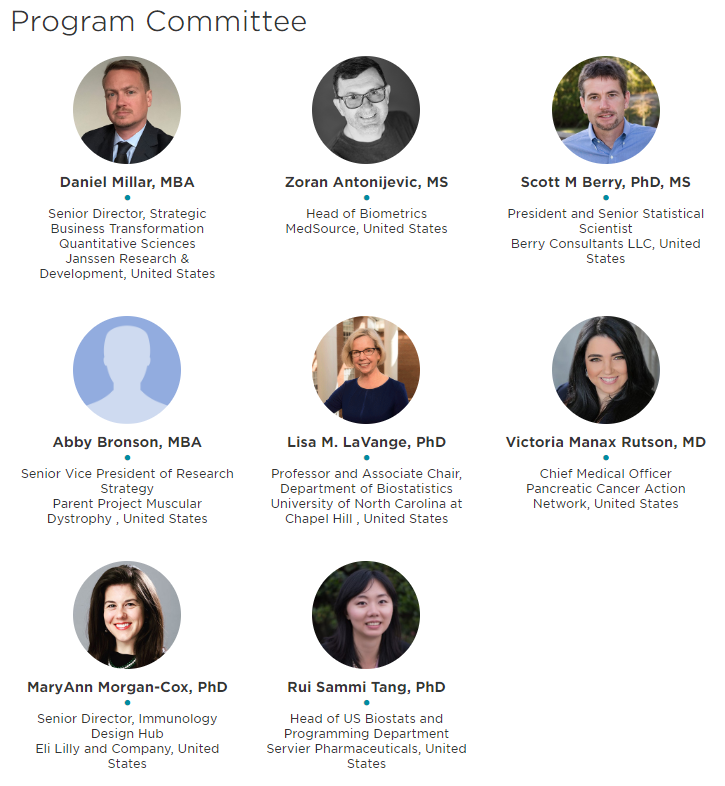 Program Committee
Daniel Millar, MBA
Senior Director, Strategic
Business Transformation
Quantitative Sciences
Janssen Research &
Development, United States
Zoran Antonijevic, MS
Head of Biometrics
MedSource, United States
Scott M Berry, PhD, MS
President and Senior Statistical
Scientist
Berry Consultants LLC, United
States
Abby Bronson, MBA
Senior Vice President of Research
Strategy
Parent Project Muscular
Dystrophy , United States
Lisa M. LaVange, PhD
Professor and Associate Chair,
Department of Biostatistics
University of North Carolina at
Chapel Hill , United States
Victoria Manax Rutson, MD
Chief Medical Officer
Pancreatic Cancer Action
Network, United States
MaryAnn Morgan-Cox, PhD
Senior Director, Immunology
Design Hub
Eli Lilly and Company, United
States
Rui Sammi Tang, PhD
Head of US Biostats and
Programming Department
Servier Pharmaceuticals, United
States